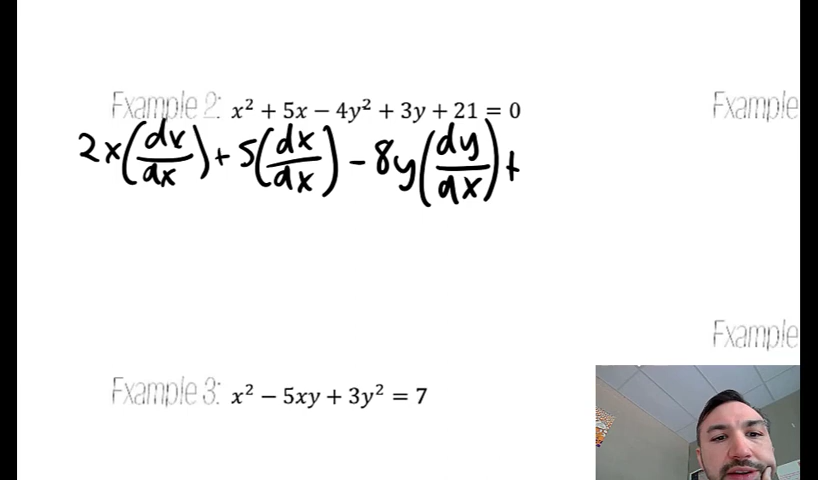 Example 2: x² + 5x − 4y² + 3y + 21 = 0
Example
2x(dx/dx) + 5(dx/dx) − 8y(dy/dx) +
Example
Example 3: x² − 5xy + 3y² = 7